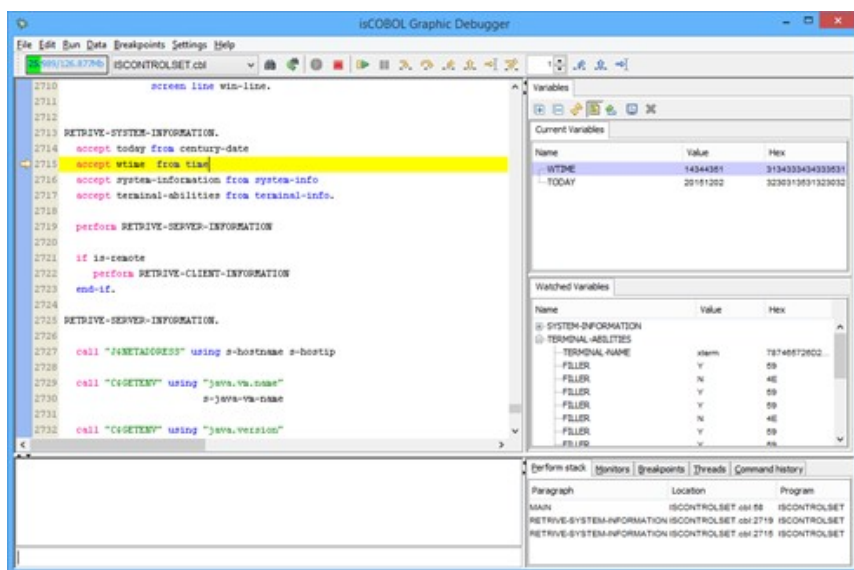 isCOBOL Graphic Debugger
File Edit Run Data Breakpoints Settings Help
ISCONTROLSET.cbl 1
2710 screen line win-line.
2711
2712
2713 RETRIVE-SYSTEM-INFORMATION.
2714 accept today from century-date
2715 accept wtime from time
2716 accept system-information from system-info
2717 accept terminal-abilities from terminal-info.
2718
2719 perform RETRIVE-SERVER-INFORMATION
2720
2721 if is-remote
2722 perform RETRIVE-CLIENT-INFORMATION
2723 end-if.
2724
2725 RETRIVE-SERVER-INFORMATION.
2726
2727 call "J$NETADDRESS" using s-hostname s-hostip
2728
2729 call "C$GETENV" using "java.vm.name"
2730 s-java-vm-name
2731
2732 call "C$GETENV" using "java.version"
Variables
Current Variables
Name Value Hex
WTIME 14344351 3134333434333531
TODAY 20151202
Watched Variables
Name Value Hex
SYSTEM-INFORMATION
TERMINAL-ABILITIES
TERMINAL-NAME xterm
FILLER Y 59
FILLER N 4E
FILLER Y 59
FILLER Y 59
FILLER N 4E
FILLER Y 59
FILLER Y 59
Perform stack Monitors Breakpoints Threads Command history
Paragraph Location Program
MAIN ISCONTROLSET.cbl:58 ISCONTROLSET
RETRIVE-SYSTEM-INFORMATION ISCONTROLSET.cbl:2719 ISCONTROLSET
RETRIVE-SYSTEM-INFORMATION ISCONTROLSET.cbl:2715 ISCONTROLSET